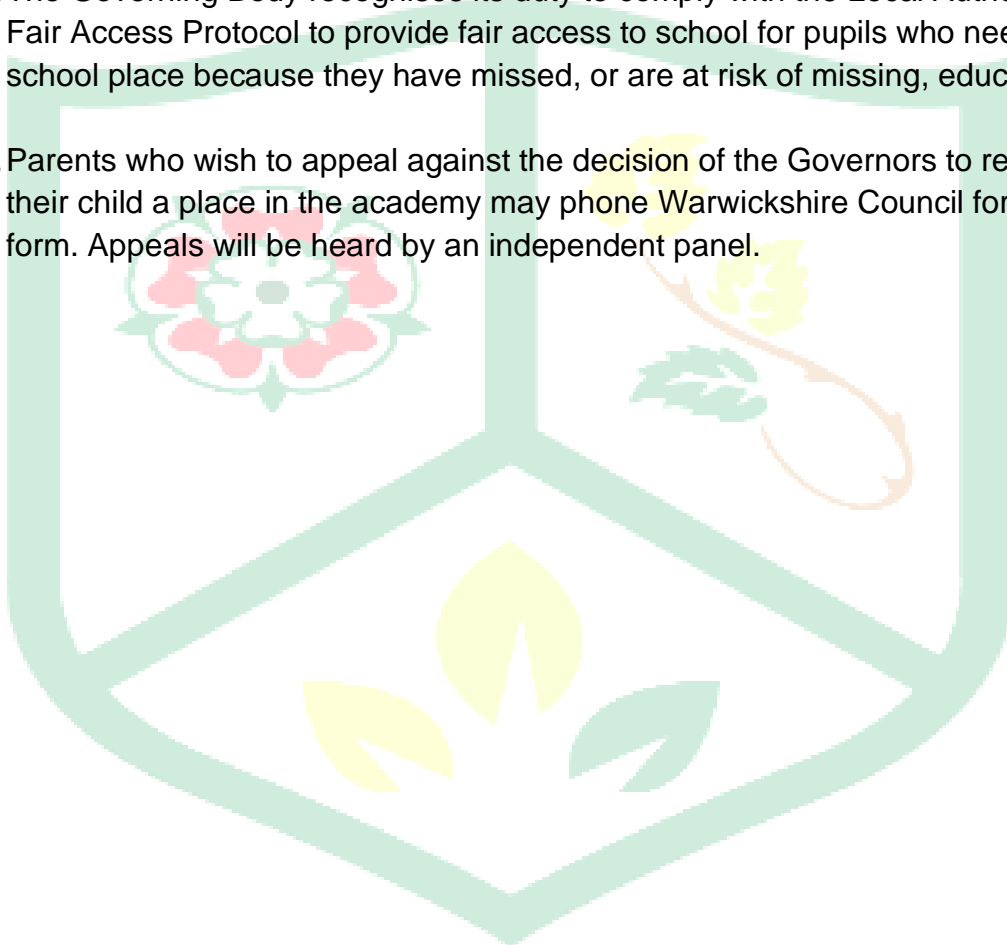 The Governing Body recognises its duty to comply with the Local
Fair Access Protocol to provide fair access to school for pupils who
school place because they have missed, or are at risk of missing,
Parents who wish to appeal against the decision of the Governors to
their child a place in the academy may phone Warwickshire Council for
form. Appeals will be heard by an independent panel.